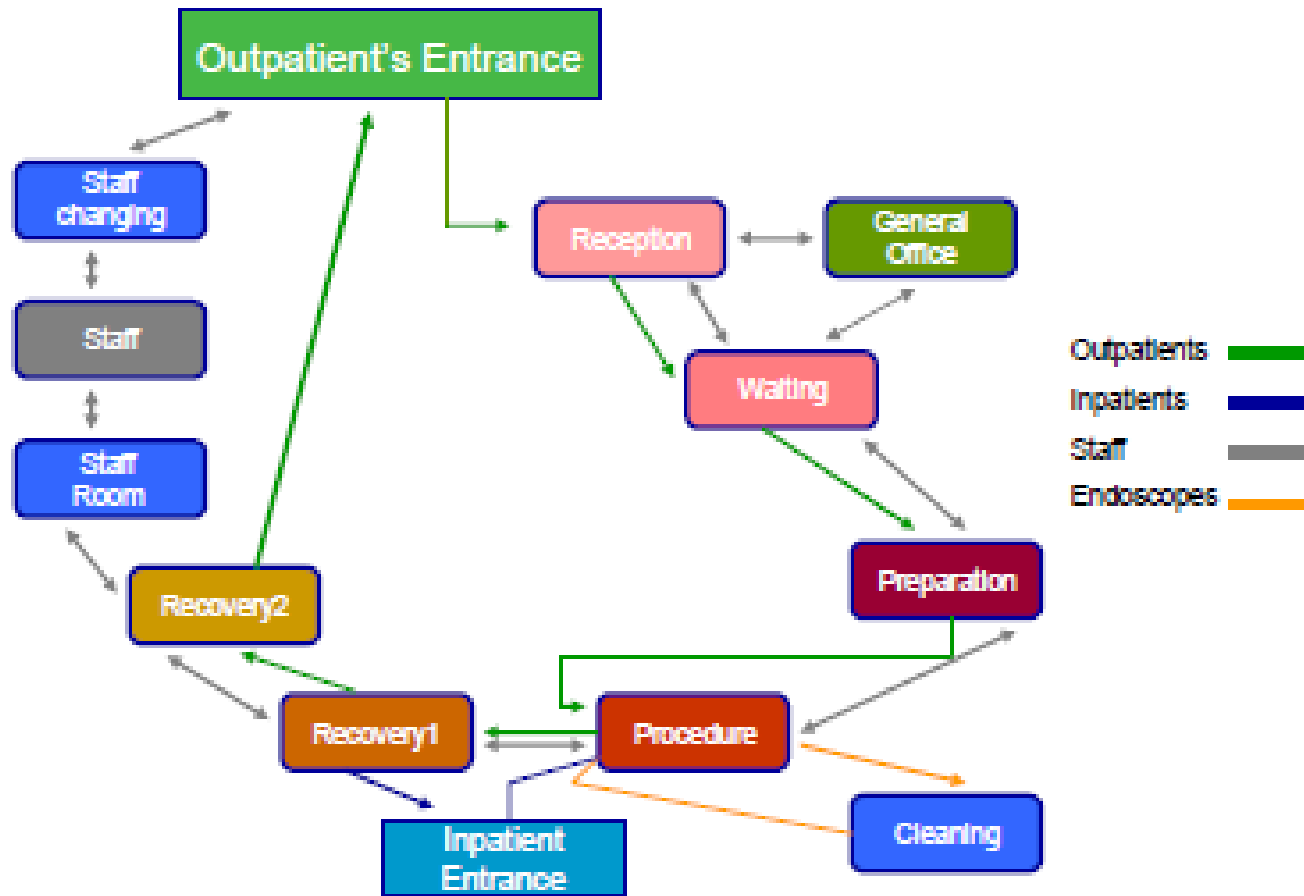 Outpatient's Entrance
Staff
changing
Reception
General
Office
Staff
Waiting
Outpatients
Inpatients
Staff
Endoscopes
Staff
Room
Recovery2
Preparation
Recovery1
Procedure
Inpatient
Entrance
Cleaning